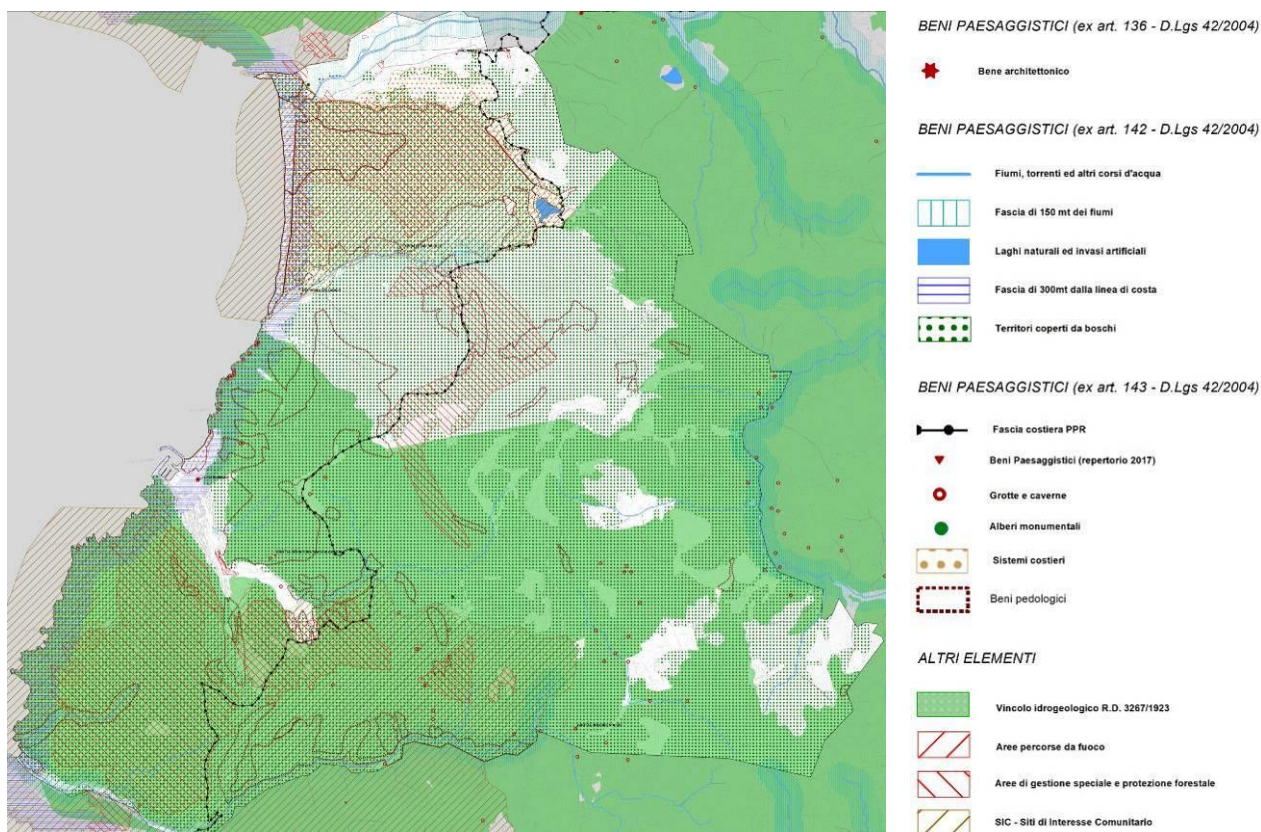 BENI PAESAGGISTICI (ex art. 136 - D.Lgs 42/2004)
Bene architettonico
BENI PAESAGGISTICI (ex art. 142 - D.Lgs 42/2004)
Fiumi, torrenti ed altri corsi d'acqua
Fascia di 150 mt dei fiumi
Laghi naturali ed invasi artificiali
Fascia di 300mt dalla linea di costa
Territori coperti da boschi
BENI PAESAGGISTICI (ex art. 143 - D.Lgs 42/2004)
Fascia costiera PPR
Beni Paesaggistici (repertorio 2017)
Grotte e caverne
Alberi monumentali
Sistemi costieri
Beni pedologici
ALTRI ELEMENTI
Vincolo idrogeologico R.D. 3267/1923
Aree percorse da fuoco
Aree di gestione speciale e protezione forestale
SIC - Siti di Interesse Comunitario